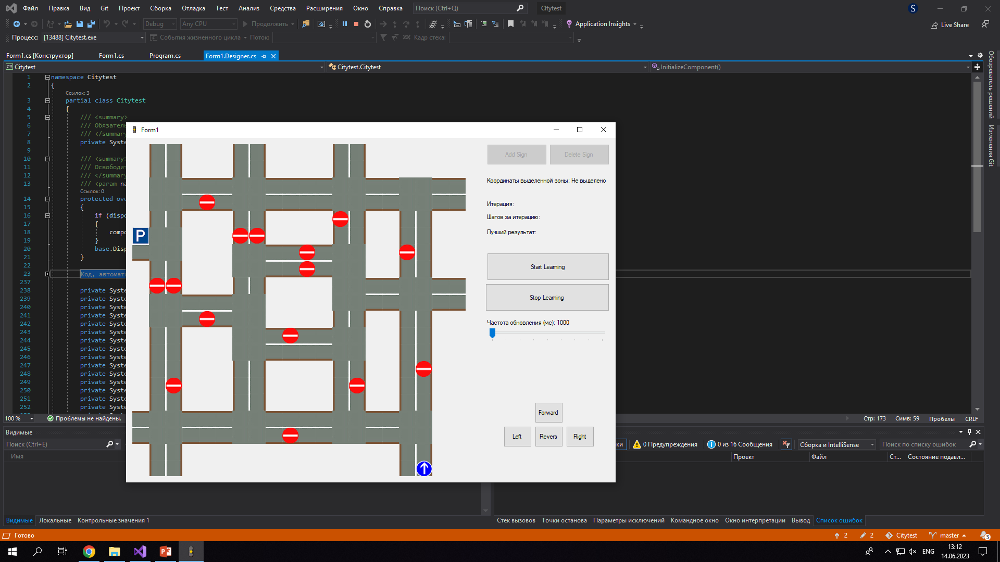 Файл Правка Вид Git Проект Сборка Отладка Тест Анализ Средства Расширения Окно Справка Поиск (Ctrl+Q) Citytest S
Debug Any CPU Продолжить Application Insights Live Share
Процесс: [13488] Citytest.exe События жизненного цикла Поток: Кадр стека:
Form1.cs [Конструктор] Form1.cs Program.cs Form1.Designer.cs
C# Citytest Citytest.Citytest InitializeComponent()
Обозреватель решений
Изменения Git
1 namespace Citytest
2 {
Ссылок: 3
3 partial class Citytest
4 {
5 /// <summary>
6 /// Обязатель
7 /// </summary
8 private Syste
9
10 /// <summary>
11 /// Освободит
12 /// </summary
13 /// <param na
Ссылок: 0
14 protected ove
15 {
16 if (dispo
17 {
18 compo
19 }
20 base.Disp
21 }
22
23 Код, автомати
237
238 private Syste
239 private Syste
240 private Syste
241 private Syste
242 private Syste
243 private Syste
244 private Syste
245 private Syste
246 private Syste
247 private Syste
248 private Syste
249 private Syste
250 private Syste
251 private Syste
252 private Syste
Form1
Add Sign Delete Sign
Координаты выделенной зоны: Не выделено
Итерация:
Шагов за итерацию:
Лучший результат:
P
Start Learning
Stop Learning
Частота обновления (мс): 1000
Forward
Left Revers Right
100 % Проблемы не найдены. Стр: 173 Симв: 59 Пробелы CRLF
Видимые
Поиск (Ctrl+E)
Имя
ки 0 Предупреждения 0 из 16 Сообщения Сборка и IntelliSense Поиск по списку ошибок
Проект Файл Ст... Состояние подавл...
Видимые Локальные Контрольные значения 1
Стек вызовов Точки останова Параметры исключений Командное окно Окно интерпретации Вывод Список ошибок
Готово 2 2 Citytest master 3
ENG 13:12
14.06.2023